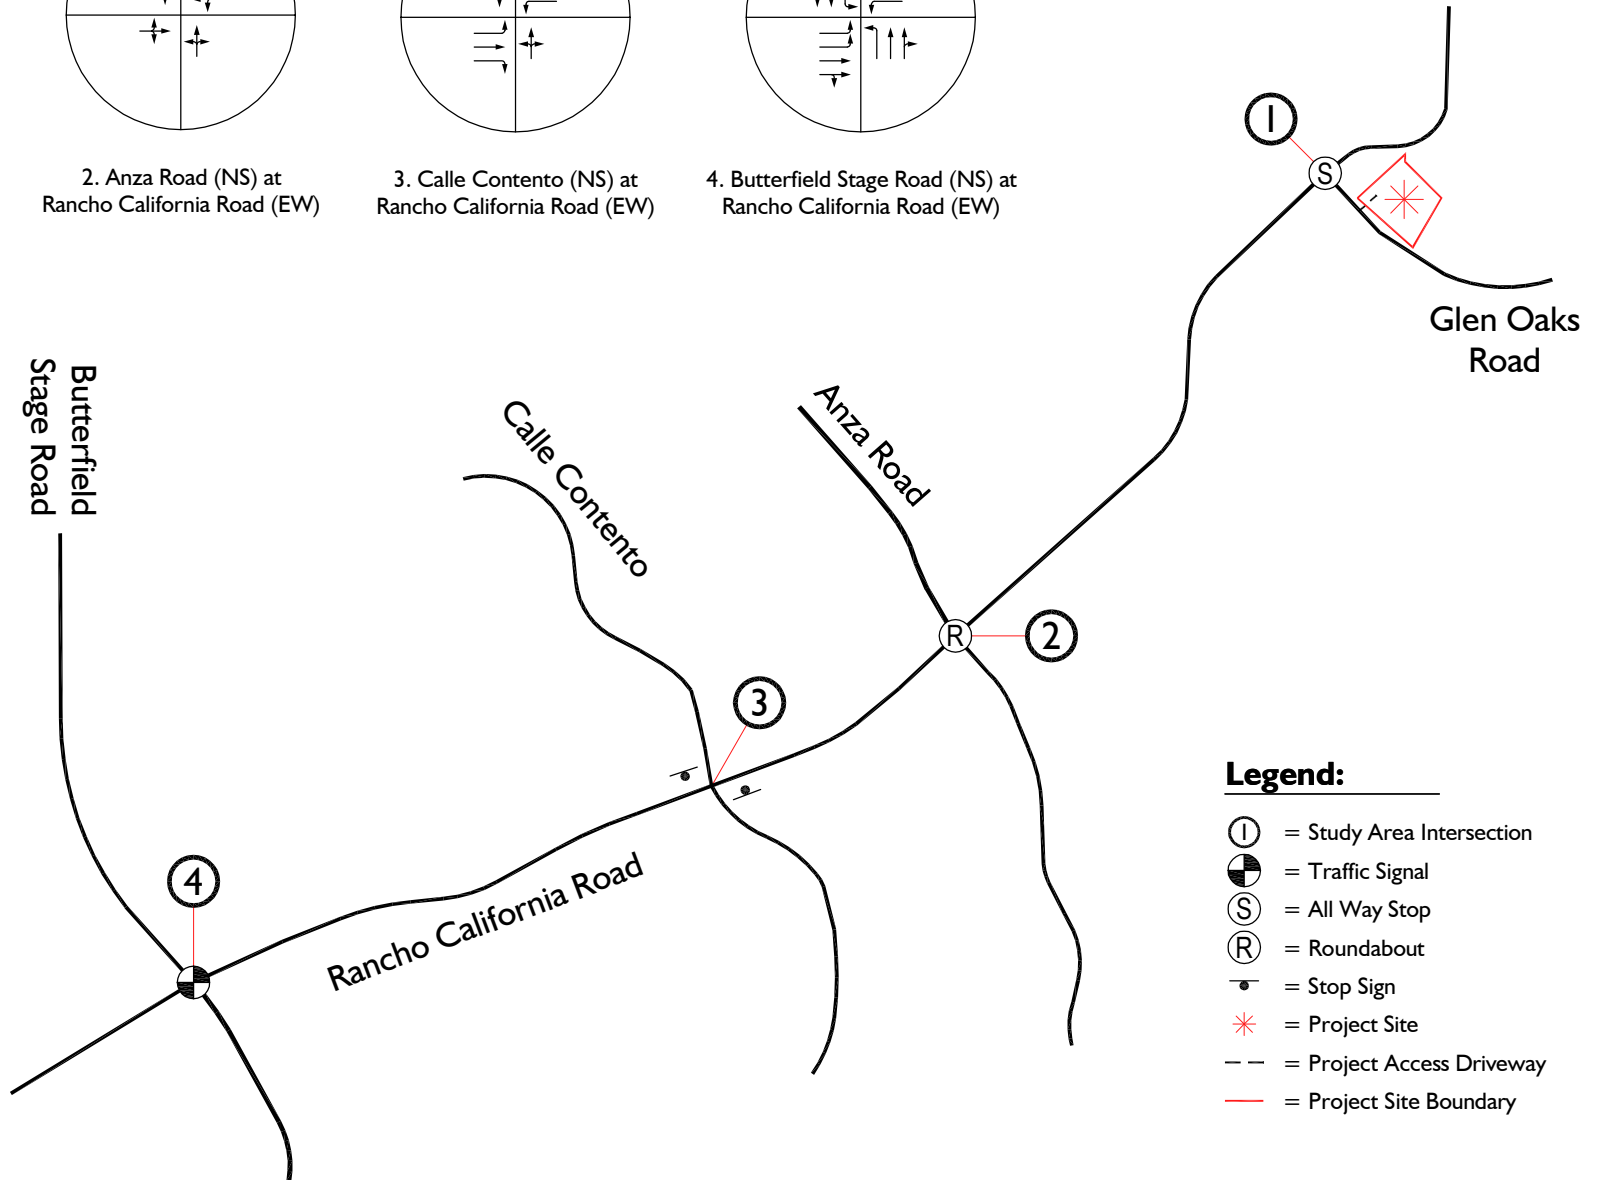 2. Anza Road (NS) at
Rancho California Road (EW)
3. Calle Contento (NS) at
Rancho California Road (EW)
4. Butterfield Stage Road (NS) at
Rancho California Road (EW)
1
S
Glen Oaks
Road
Butterfield
Stage Road
Calle Contento
Anza Road
R
2
3
4
Rancho California Road
Legend:
1 = Study Area Intersection
= Traffic Signal
S = All Way Stop
R = Roundabout
= Stop Sign
= Project Site
= Project Access Driveway
= Project Site Boundary